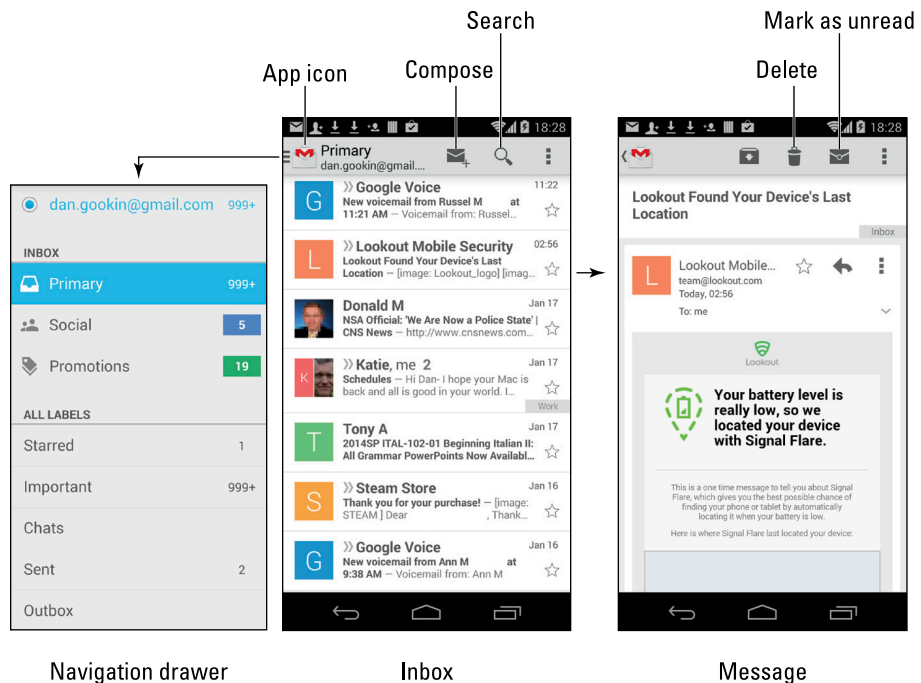 Search
Mark as unread
App icon
Compose
Delete
dan.gookin@gmail.com 999+
INBOX
Primary 999+
Social 5
Promotions 19
ALL LABELS
Starred 1
Important 999+
Chats
Sent 2
Outbox
Navigation drawer
18:28
Primary
dan.gookin@gmail....
G
Google Voice 11:22
New voicemail from Russel M at
11:21 AM – Voicemail from: Russel...
L
Lookout Mobile Security 02:56
Lookout Found Your Device's Last
Location – [image: Lookout_logo] [imag...
Donald M Jan 17
NSA Official: 'We Are Now a Police State' |
CNS News – http://www.cnsnews.com...
K
Katie, me 2 Jan 17
Schedules – Hi Dan- I hope your Mac is
back and all is good in your world. I...
Work
T
Tony A Jan 17
2014SP ITAL-102-01 Beginning Italian II:
All Grammar PowerPoints Now Availabl...
S
Steam Store Jan 16
Thank you for your purchase! – [image:
STEAM ] Dear , Thank...
G
Google Voice Jan 16
New voicemail from Ann M at
9:38 AM – Voicemail from: Ann M
Inbox
18:28
Lookout Found Your Device's Last
Location
Inbox
L
Lookout Mobile...
team@lookout.com
Today, 02:56
To: me
Lookout
Your battery level is
really low, so we
located your device
with Signal Flare.
This is a one time message to tell you about Signal
Flare, which gives you the best possible chance of
finding your phone or tablet by automatically
locating it when your battery is low.
Here is where Signal Flare last located your device:
Message